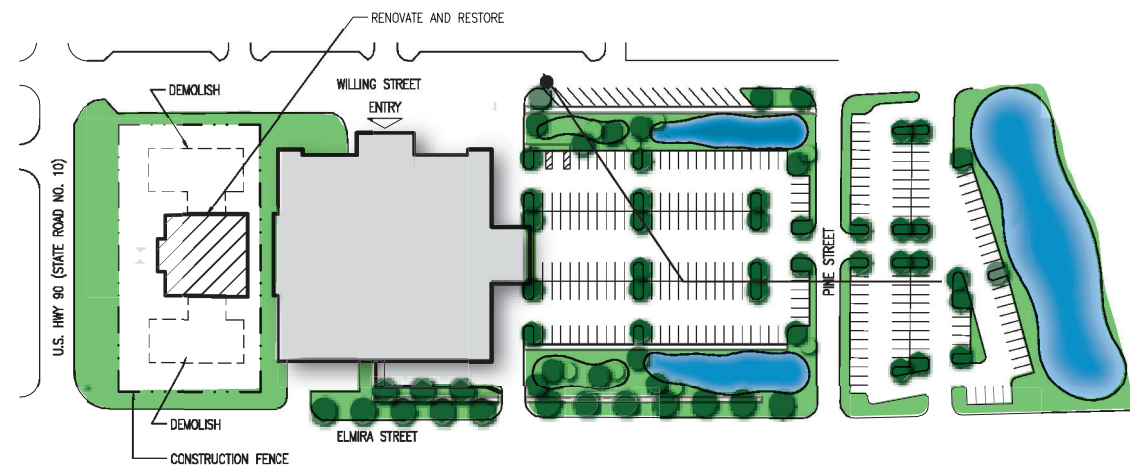 RENOVATE AND RESTORE
DEMOLISH
WILLING STREET
ENTRY
U.S. HWY 90 (STATE ROAD NO. 10)
PINE STREET
DEMOLISH
ELMIRA STREET
CONSTRUCTION FENCE